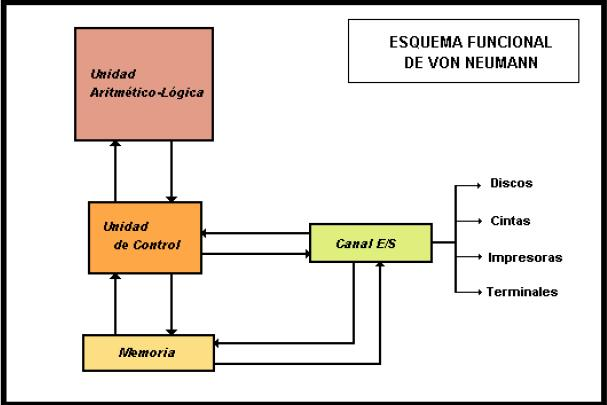 ESQUEMA FUNCIONAL
DE VON NEUMANN
Unidad
Aritmético-Lógica
Unidad
de Control
Canal E/S
Memoria
Discos
Cintas
Impresoras
Terminales